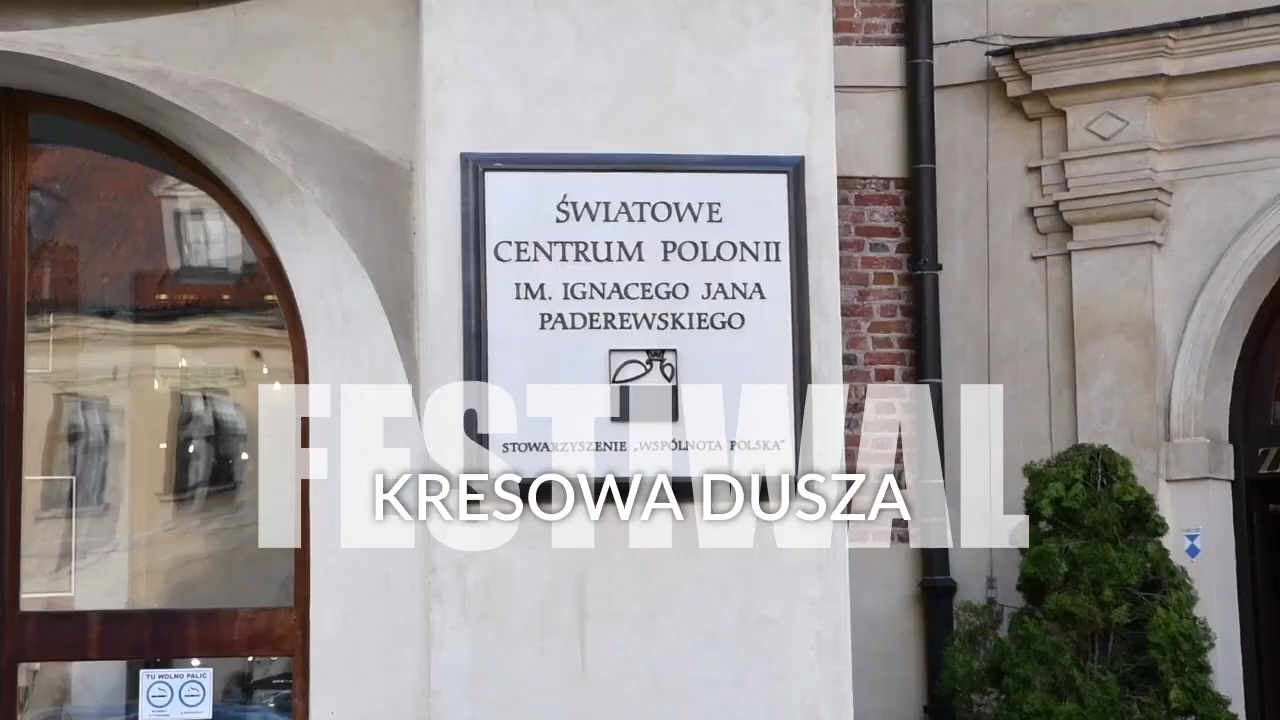 ŚWIATOWE
CENTRUM POLONII
IM. IGNACEGO JANA
PADEREWSKIEGO
STOWARZYSZENIE „WSPÓLNOTA POLSKA”
FESTIWAL
KRESOWA DUSZA
TU WOLNO PALIĆ